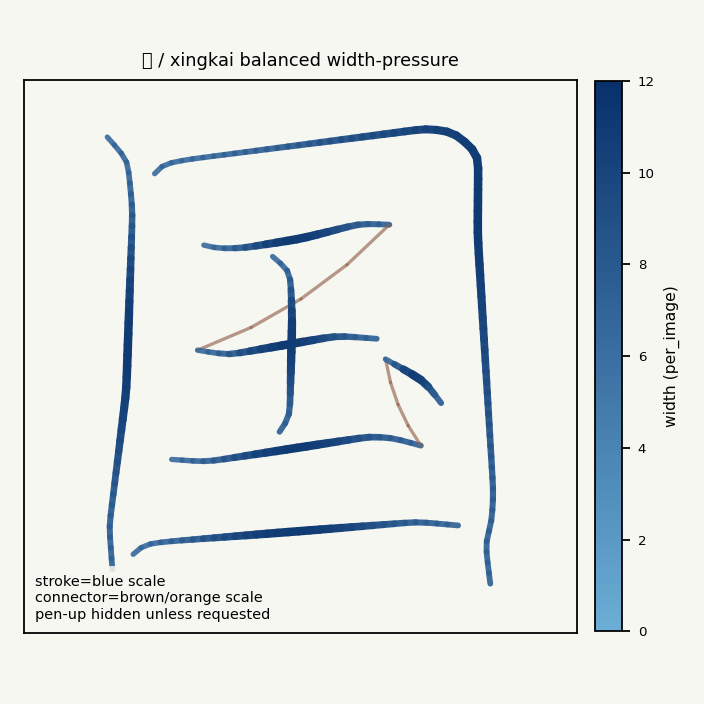 ▯ / xingkai balanced width-pressure
国
stroke=blue scale
connector=brown/orange scale
pen-up hidden unless requested
12
10
8
6
4
2
0
width (per_image)